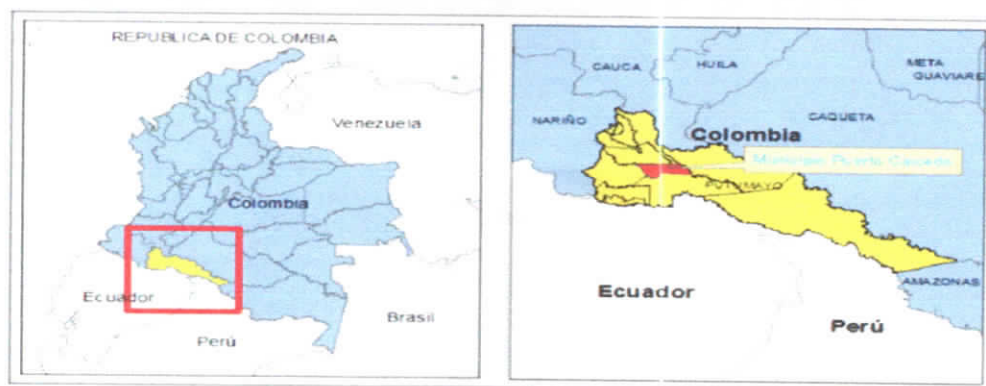 REPUBLICA DE COLOMBIA
Venezuela
Colombia
Ecuador
Brasil
Perú
CAUCA
HUILA
META
GUAVIARE
NARIÑO
CAQUETA
Colombia
Municipio Puerto Caicedo
PUTUMAYO
AMAZONAS
Ecuador
Perú